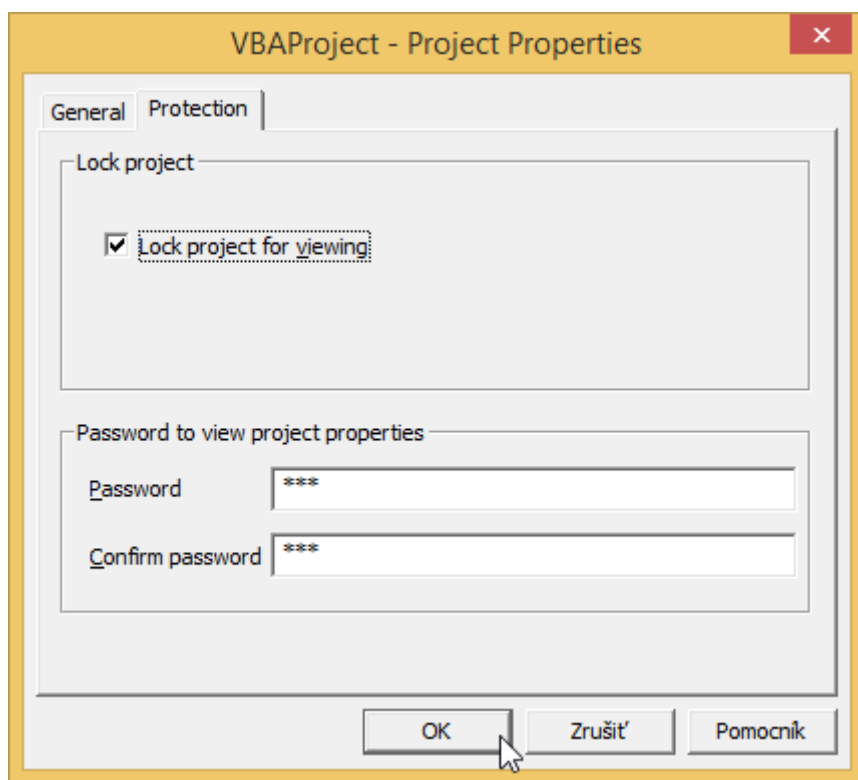 VBAProject - Project Properties
General Protection
Lock project
Lock project for viewing
Password to view project properties
Password ***
Confirm password ***
OK Zrušiť Pomocník